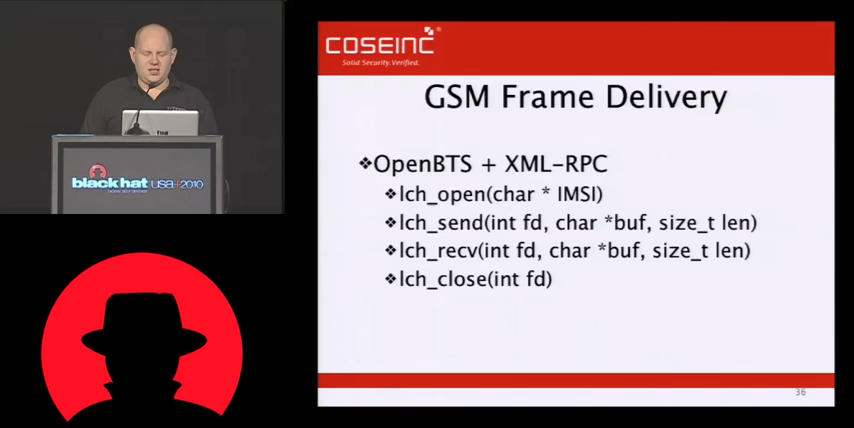 black hat USA+2010
COSEINC
Solid Security. Verified.
GSM Frame Delivery
❖OpenBTS + XML-RPC
❖lch_open(char * IMSI)
❖lch_send(int fd, char *buf, size_t len)
❖lch_recv(int fd, char *buf, size_t len)
❖lch_close(int fd)
36